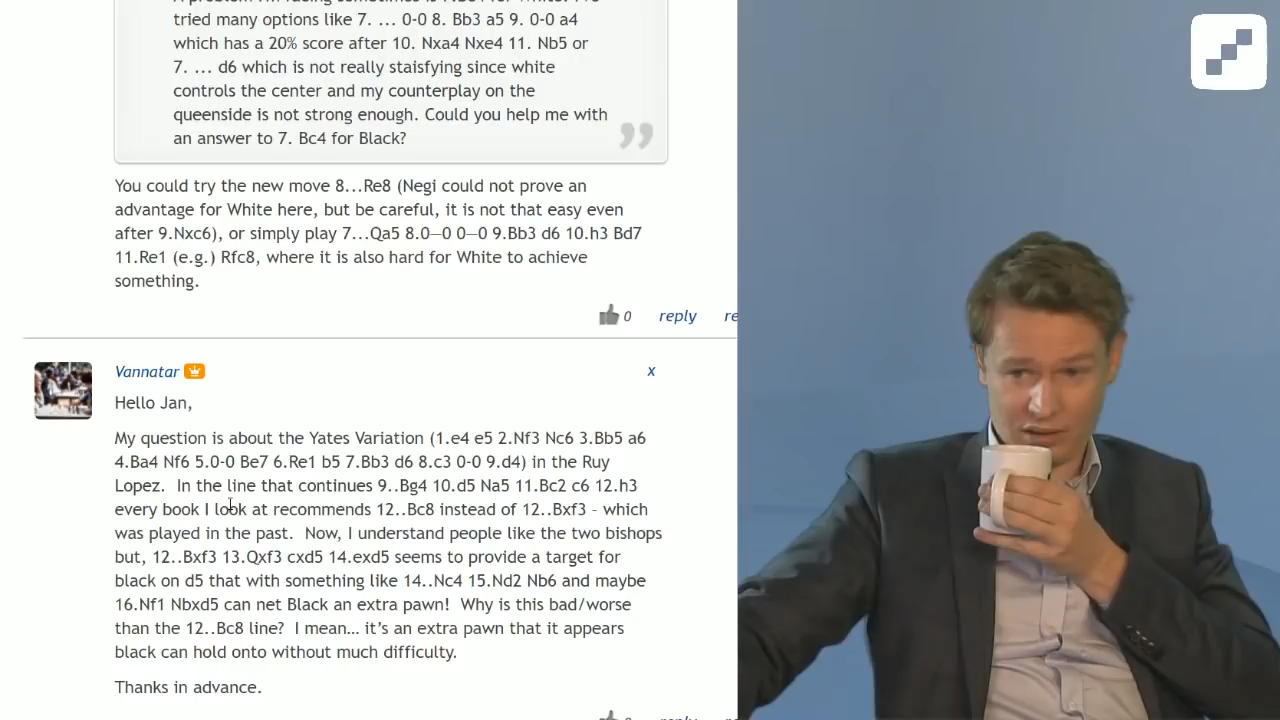 tried many options like 7. ... 0-0 8. Bb3 a5 9. 0-0 a4
which has a 20% score after 10. Nxa4 Nxe4 11. Nb5 or
7. ... d6 which is not really staisfying since white
controls the center and my counterplay on the
queenside is not strong enough. Could you help me with
an answer to 7. Bc4 for Black?
You could try the new move 8...Re8 (Negi could not prove an
advantage for White here, but be careful, it is not that easy even
after 9.Nxc6), or simply play 7...Qa5 8.0—0 0—0 9.Bb3 d6 10.h3 Bd7
11.Re1 (e.g.) Rfc8, where it is also hard for White to achieve
something.
0 reply re
Vannatar x
Hello Jan,
My question is about the Yates Variation (1.e4 e5 2.Nf3 Nc6 3.Bb5 a6
4.Ba4 Nf6 5.0-0 Be7 6.Re1 b5 7.Bb3 d6 8.c3 0-0 9.d4) in the Ruy
Lopez. In the line that continues 9..Bg4 10.d5 Na5 11.Bc2 c6 12.h3
every book I look at recommends 12..Bc8 instead of 12..Bxf3 - which
was played in the past. Now, I understand people like the two bishops
but, 12..Bxf3 13.Qxf3 cxd5 14.exd5 seems to provide a target for
black on d5 that with something like 14..Nc4 15.Nd2 Nb6 and maybe
16.Nf1 Nbxd5 can net Black an extra pawn! Why is this bad/worse
than the 12..Bc8 line? I mean… it’s an extra pawn that it appears
black can hold onto without much difficulty.
Thanks in advance.